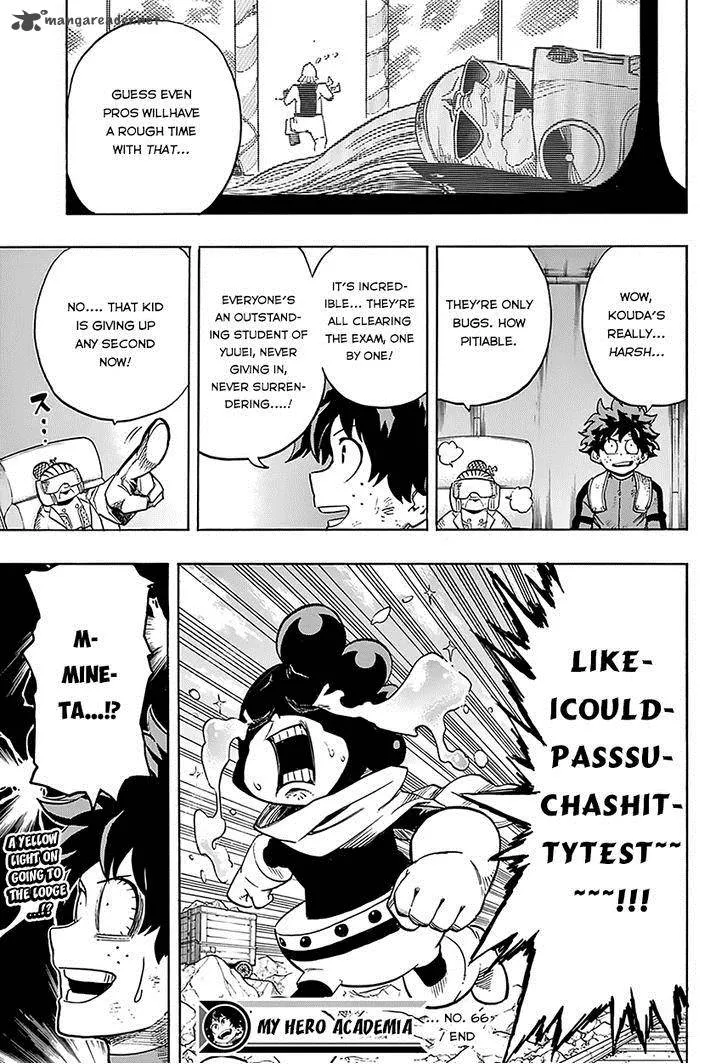 mangareader.net
GUESS EVEN
PROS WILLHAVE
A ROUGH TIME
WITH THAT...
WOW,
KOUDA'S
REALLY...
HARSH...
THEY'RE ONLY
BUGS. HOW
PITIABLE.
IT'S INCRED-
IBLE... THEY'RE
ALL CLEARING
THE EXAM, ONE
BY ONE!
EVERYONE'S
AN OUTSTAND-
ING STUDENT OF
YUUEI, NEVER
GIVING IN,
NEVER SURREN-
DERING....!
NO.... THAT KID
IS GIVING UP
ANY SECOND
NOW!
ス…
LIKE-
ICOULD-
PASSSU-
CHASHIT-
TYTEST~~
~~~!!!
M-
MINE-
TA...!?
A YELLOW
LIGHT ON
GOING TO
THE LODGE
...!?
MY HERO ACADEMIA
... NO. 66
/ END